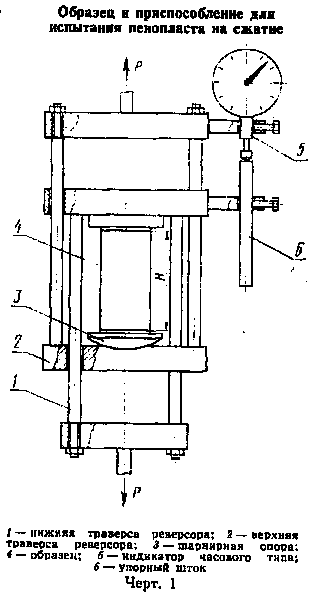 Образец и приспособление для
испытания пенопласта на сжатие
P
5
4
H
6
3
2
1
P
1 — нижняя траверса реверсора; 2 — верхняя
траверса реверсора; 3 — шарнирная опора;
4 — образец; 5 — индикатор часового типа;
6 — упорный шток
Черт. 1